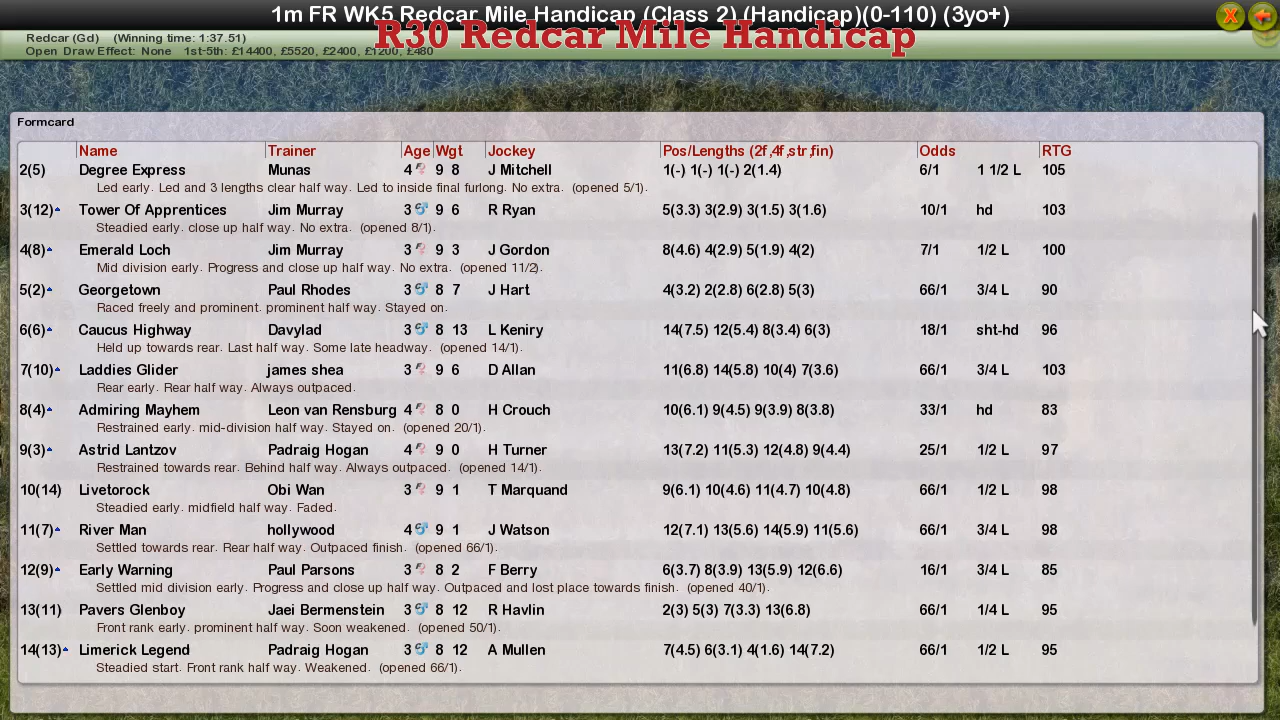 1m FR WK5 Redcar Mile Handicap (Class 2) (Handicap)(0-110) (3yo+)
R30 Redcar Mile Handicap
Redcar (Gd) (Winning time: 1:37.51)
Open Draw Effect: None 1st-5th: £14400, £5520, £2400, £1200, £480
Formcard
Name Trainer Age Wgt Jockey Pos/Lengths (2f,4f,str,fin) Odds RTG
2(5) Degree Express Munas 4 9 8 J Mitchell 1(-) 1(-) 1(-) 2(1.4) 6/1 1 1/2 L 105
Led early. Led and 3 lengths clear half way. Led to inside final furlong. No extra. (opened 5/1).
3(12) Tower Of Apprentices Jim Murray 3 9 6 R Ryan 5(3.3) 3(2.9) 3(1.5) 3(1.6) 10/1 hd 103
Steadied early. close up half way. No extra. (opened 8/1).
4(8) Emerald Loch Jim Murray 3 9 3 J Gordon 8(4.6) 4(2.9) 5(1.9) 4(2) 7/1 1/2 L 100
Mid division early. Progress and close up half way. No extra. (opened 11/2).
5(2) Georgetown Paul Rhodes 3 8 7 J Hart 4(3.2) 2(2.8) 6(2.8) 5(3) 66/1 3/4 L 90
Raced freely and prominent. prominent half way. Stayed on.
6(6) Caucus Highway Davylad 3 8 13 L Keniry 14(7.5) 12(5.4) 8(3.4) 6(3) 18/1 sht-hd 96
Held up towards rear. Last half way. Some late headway. (opened 14/1).
7(10) Laddies Glider james shea 3 9 6 D Allan 11(6.8) 14(5.8) 10(4) 7(3.6) 66/1 3/4 L 103
Rear early. Rear half way. Always outpaced.
8(4) Admiring Mayhem Leon van Rensburg 4 8 0 H Crouch 10(6.1) 9(4.5) 9(3.9) 8(3.8) 33/1 hd 83
Restrained early. mid-division half way. Stayed on. (opened 20/1).
9(3) Astrid Lantzov Padraig Hogan 4 9 0 H Turner 13(7.2) 11(5.3) 12(4.8) 9(4.4) 25/1 1/2 L 97
Restrained towards rear. Behind half way. Always outpaced. (opened 14/1).
10(14) Livetorock Obi Wan 3 9 1 T Marquand 9(6.1) 10(4.6) 11(4.7) 10(4.8) 66/1 1/2 L 98
Steadied early. midfield half way. Faded.
11(7) River Man hollywood 4 9 1 J Watson 12(7.1) 13(5.6) 14(5.9) 11(5.6) 66/1 3/4 L 98
Settled towards rear. Rear half way. Outpaced finish. (opened 66/1).
12(9) Early Warning Paul Parsons 3 8 2 F Berry 6(3.7) 8(3.9) 13(5.9) 12(6.6) 16/1 3/4 L 85
Settled mid division early. Progress and close up half way. Outpaced and lost place towards finish. (opened 40/1).
13(11) Pavers Glenboy Jaei Bermenstein 3 8 12 R Havlin 2(3) 5(3) 7(3.3) 13(6.8) 66/1 1/4 L 95
Front rank early. prominent half way. Soon weakened. (opened 50/1).
14(13) Limerick Legend Padraig Hogan 3 8 12 A Mullen 7(4.5) 6(3.1) 4(1.6) 14(7.2) 66/1 1/2 L 95
Steadied start. Front rank half way. Weakened. (opened 66/1).